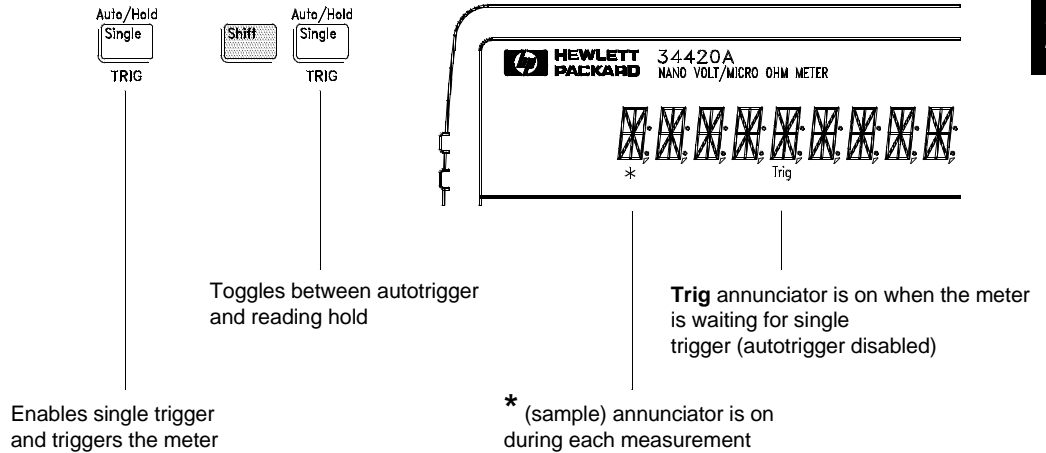 Auto/Hold
Single
TRIG
Shift
Auto/Hold
Single
TRIG
hp HEWLETT
PACKARD
34420A
NANO VOLT/MICRO OHM METER
*
Trig
Toggles between autotrigger
and reading hold
Trig annunciator is on when the meter
is waiting for single
trigger (autotrigger disabled)
Enables single trigger
and triggers the meter
* (sample) annunciator is on
during each measurement